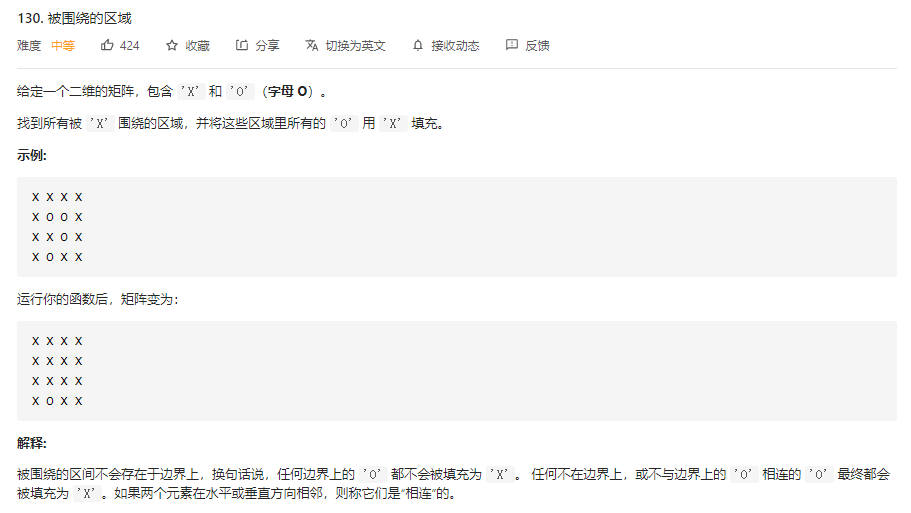 130. 被围绕的区域
难度 中等 424 收藏 分享 切换为英文 接收动态 反馈
给定一个二维的矩阵，包含 'X' 和 'O'（字母 O）。
找到所有被 'X' 围绕的区域，并将这些区域里所有的 'O' 用 'X' 填充。
示例:
X X X X
X O O X
X X O X
X O X X
运行你的函数后，矩阵变为：
X X X X
X X X X
X X X X
X O X X
解释:
被围绕的区间不会存在于边界上，换句话说，任何边界上的 'O' 都不会被填充为 'X'。 任何不在边界上，或不与边界上的 'O' 相连的 'O' 最终都会
被填充为 'X'。如果两个元素在水平或垂直方向相邻，则称它们是“相连”的。